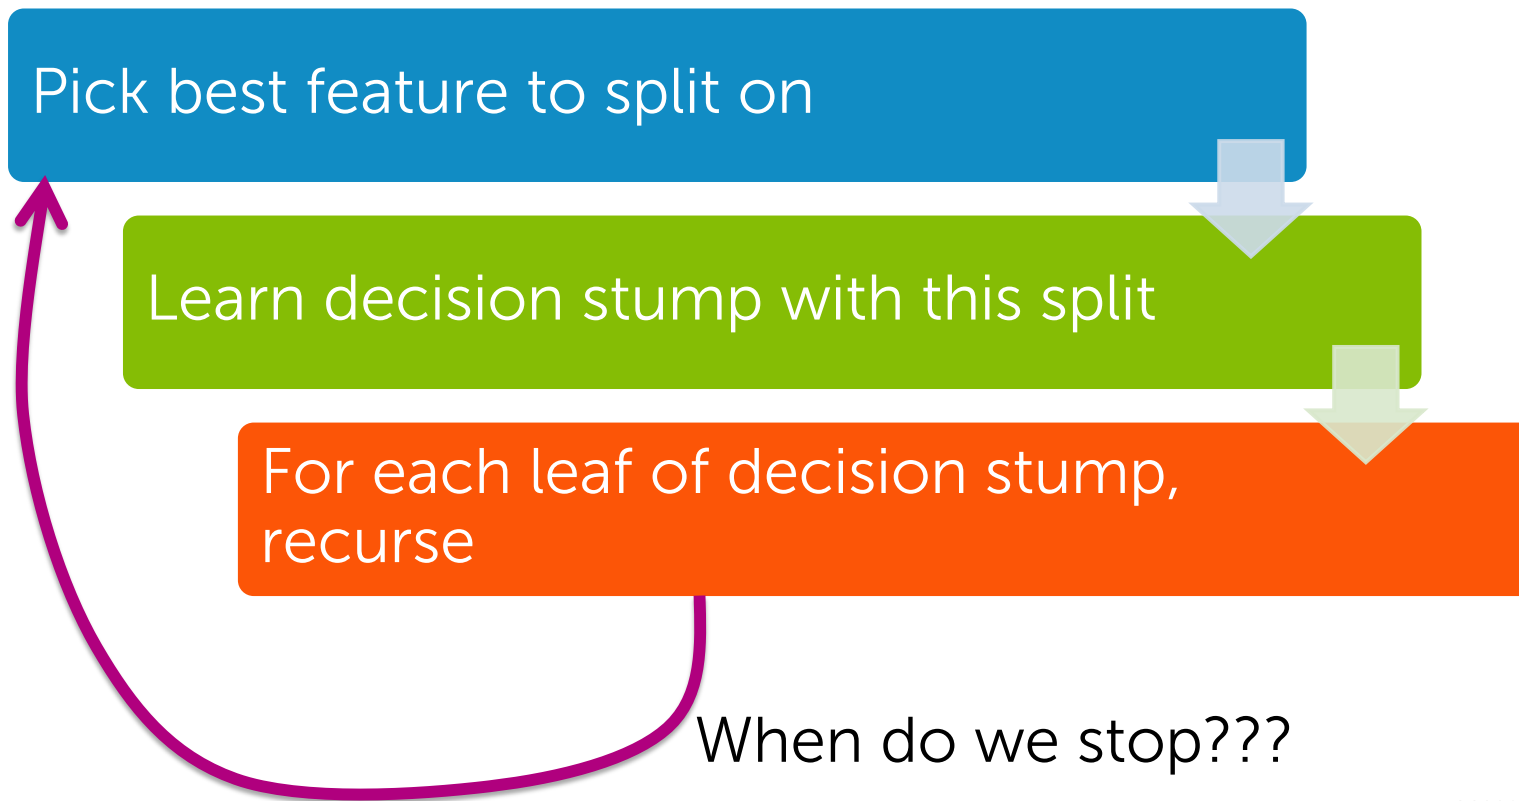 Pick best feature to split on
Learn decision stump with this split
For each leaf of decision stump,
recurse
When do we stop???